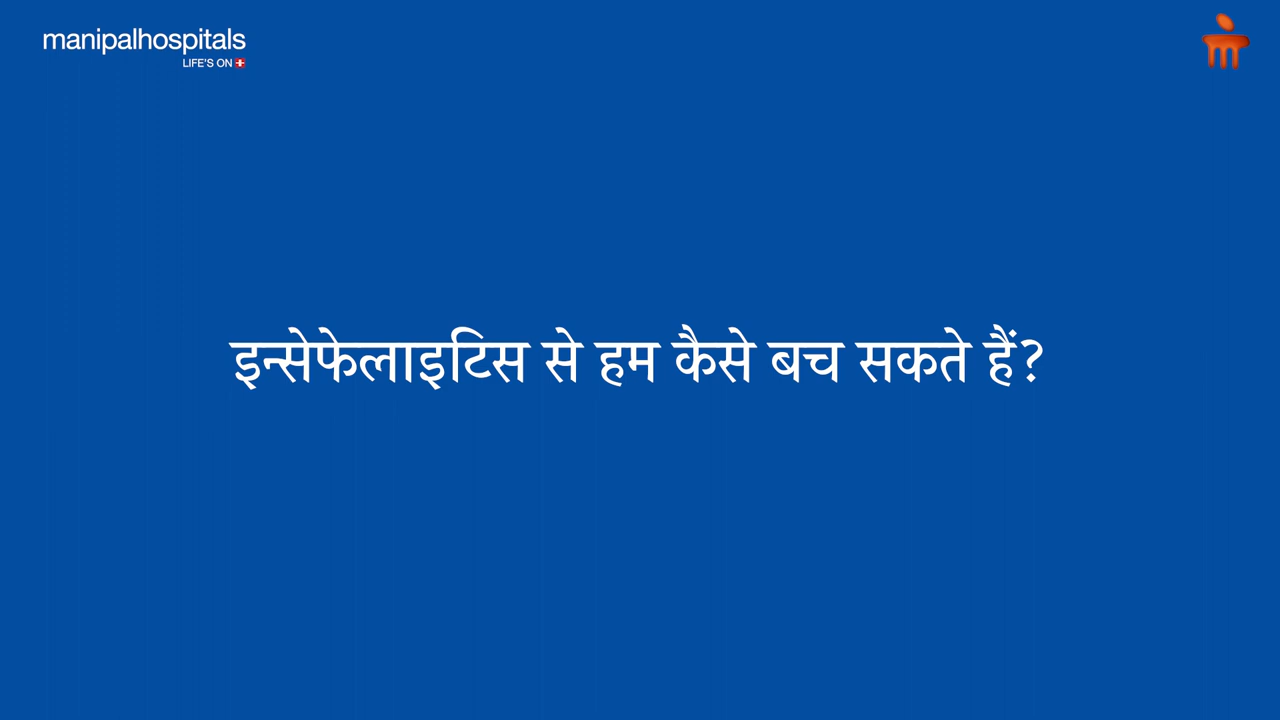 manipalhospitals
LIFE'S ON
इन्सेफेलाइटिस से हम कैसे बच सकते हैं?